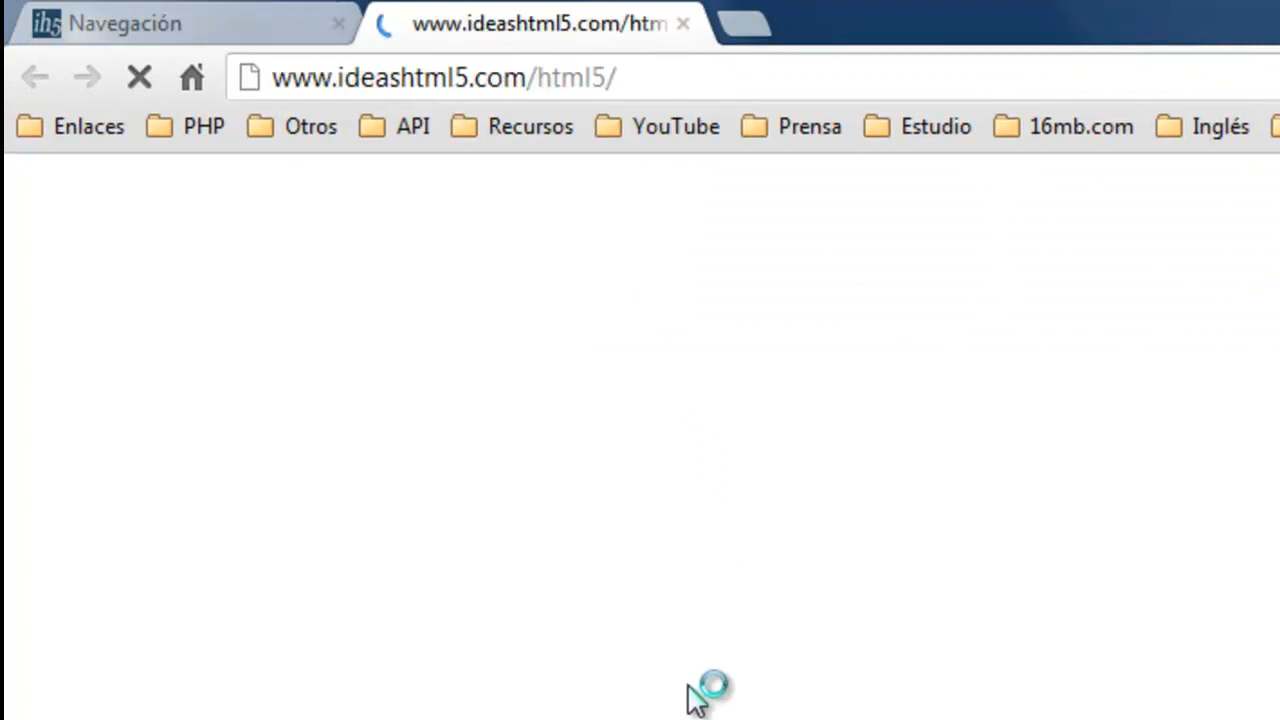 ih5 Navegación www.ideashtml5.com/htm
www.ideashtml5.com/html5/
Enlaces PHP Otros API Recursos YouTube Prensa Estudio 16mb.com Inglés